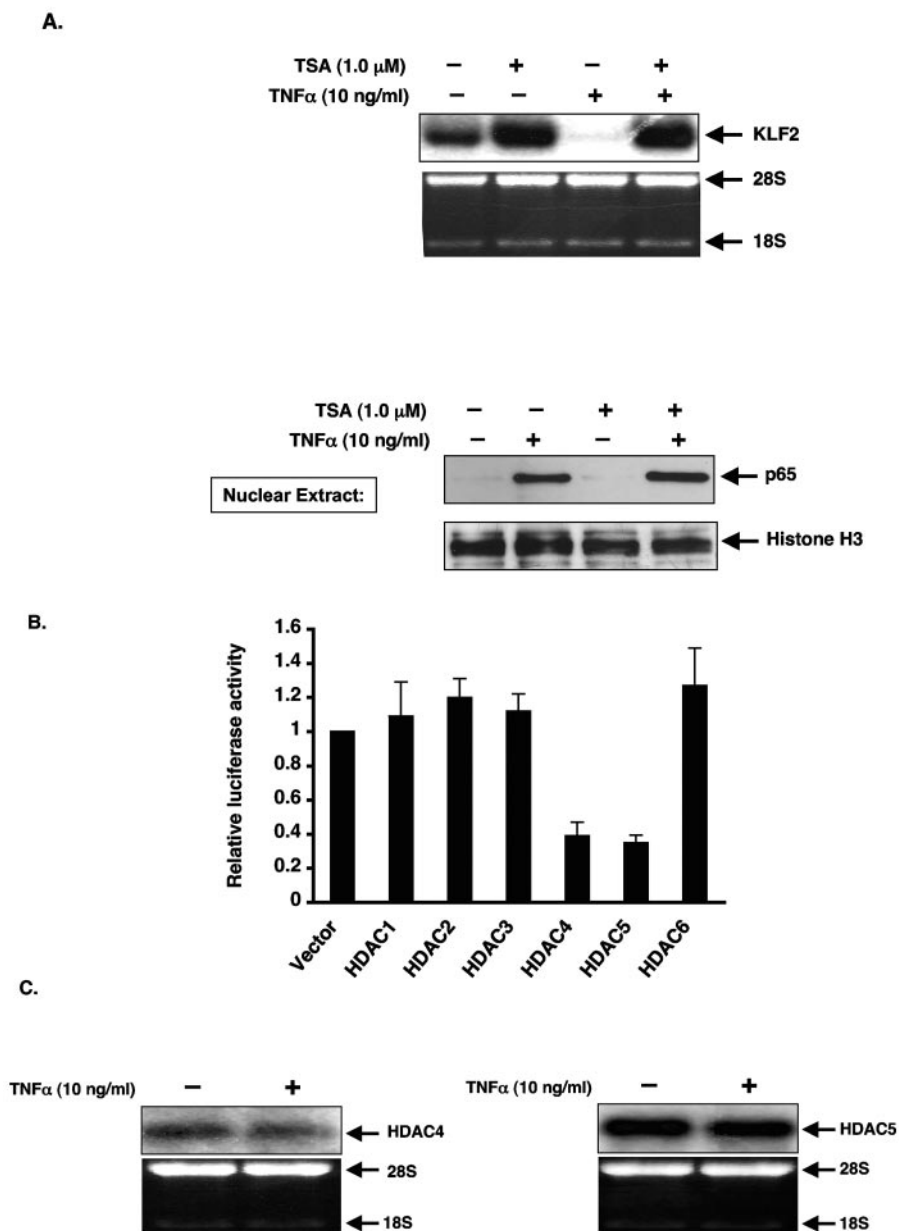 A.
TSA (1.0 μM) − + − +
TNFα (10 ng/ml) − − + +
KLF2
28S
18S
TSA (1.0 μM) − − + +
TNFα (10 ng/ml) − + − +
p65
Nuclear Extract:
Histone H3
B.
Relative luciferase activity
1.6
1.4
1.2
1
0.8
0.6
0.4
0.2
0
Vector
HDAC1
HDAC2
HDAC3
HDAC4
HDAC5
HDAC6
C.
TNFα (10 ng/ml) − +
HDAC4
28S
18S
TNFα (10 ng/ml) − +
HDAC5
28S
18S